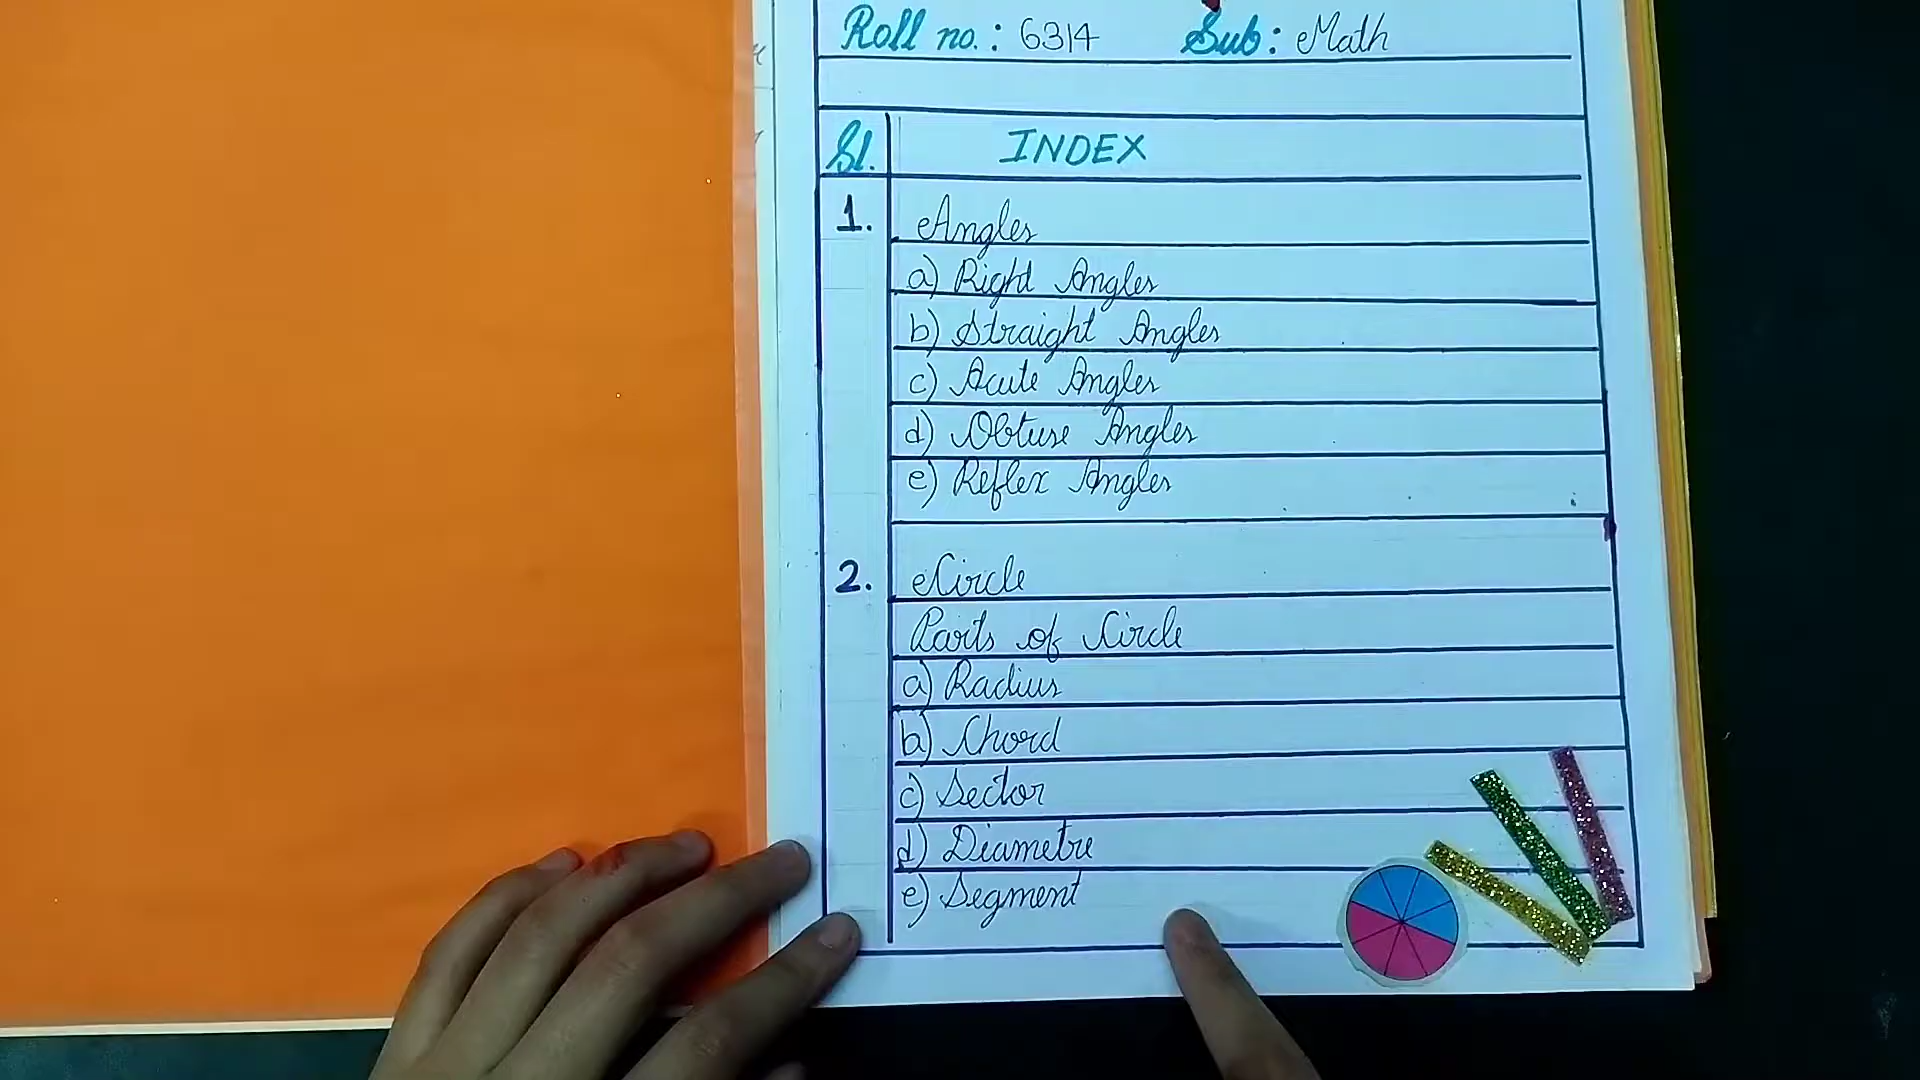 Roll no.: 6314 Sub: Math
Sl. INDEX
1. Angles
a) Right Angles
b) Straight Angles
c) Acute Angles
d) Obtuse Angles
e) Reflex Angles
2. Circle
Parts of Circle
a) Radius
b) Chord
c) Sector
d) Diametre
e) Segment